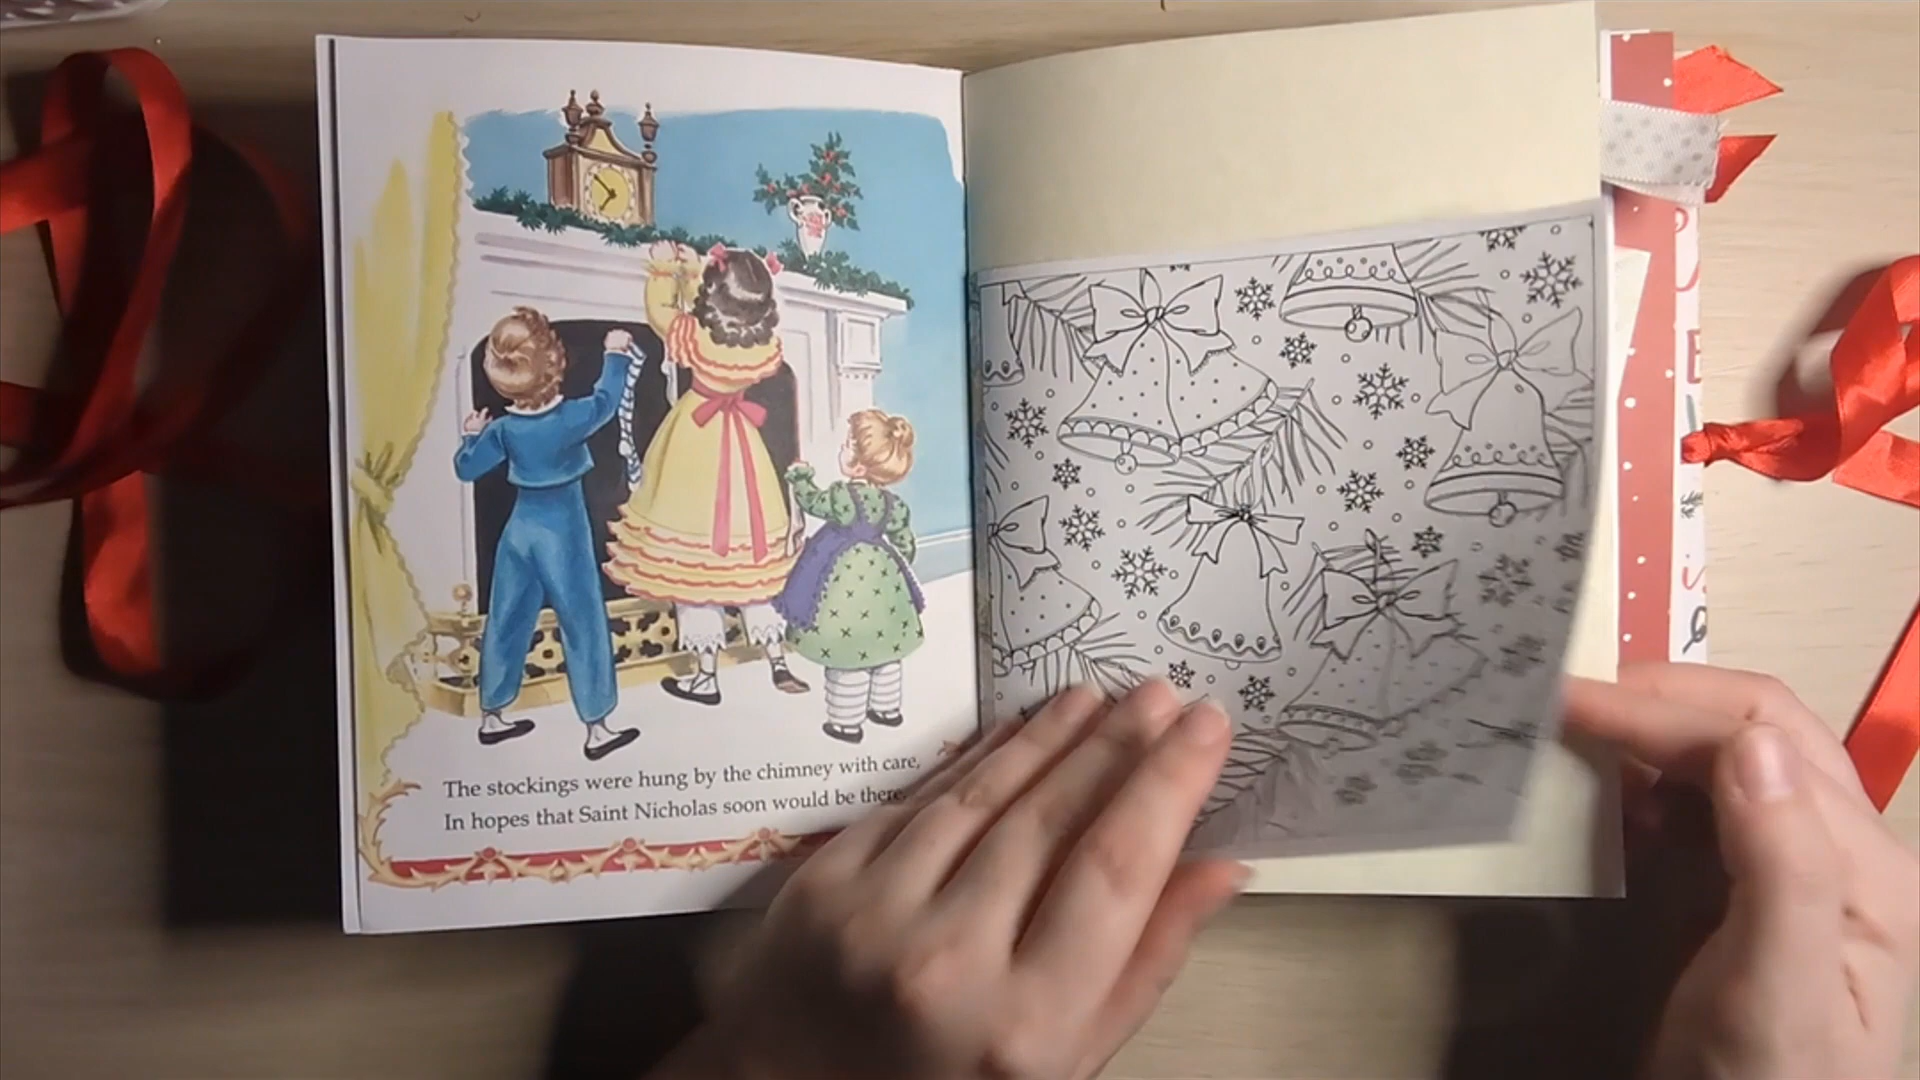 The stockings were hung by the chimney with care,
In hopes that Saint Nicholas soon would be there.